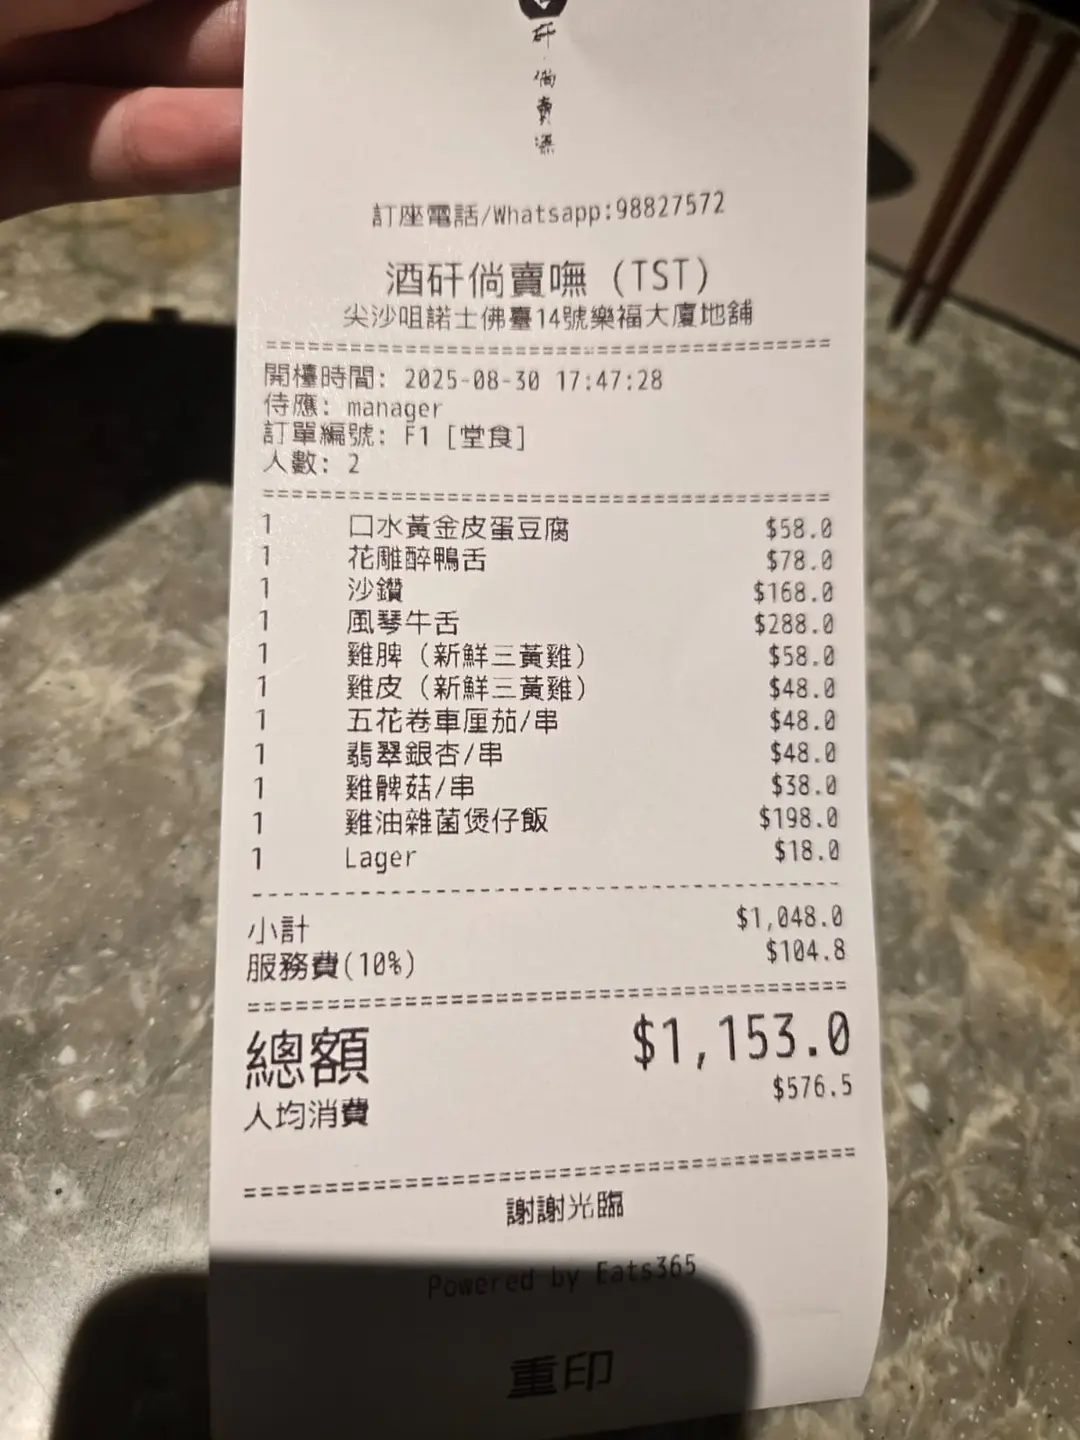 訂座電話/Whatsapp:98827572
酒矸倘賣嘸 (TST)
尖沙咀諾士佛臺14號樂福大廈地舖
開檯時間: 2025-08-30 17:47:28
侍應: manager
訂單編號: F1 [堂食]
人數: 2
1 口水黃金皮蛋豆腐 $58.0
1 花雕醉鴨舌 $78.0
1 沙鑽 $168.0
1 風琴牛舌 $288.0
1 雞脾 (新鮮三黃雞) $58.0
1 雞皮 (新鮮三黃雞) $48.0
1 五花卷車厘茄/串 $48.0
1 翡翠銀杏/串 $48.0
1 雞髀菇/串 $38.0
1 雞油雜菌煲仔飯 $198.0
1 Lager $18.0
小計 $1,048.0
服務費(10%) $104.8
總額 $1,153.0
人均消費 $576.5
謝謝光臨
Powered by Eats365
重印